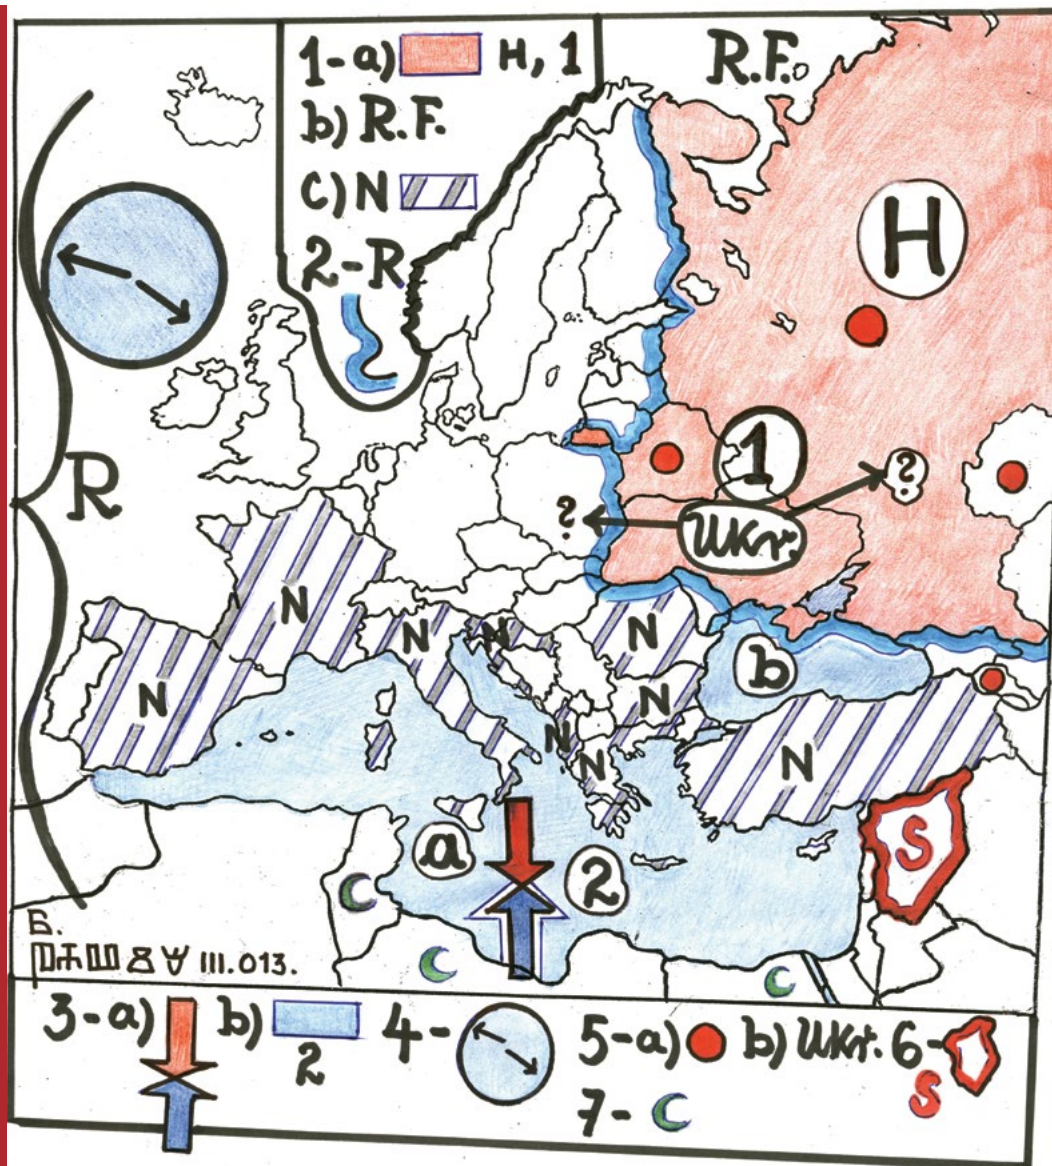 1-a) H, 1
R.F.
b) R.F.
c) N
2-R
H
R
1
?
?
Ukr.
N
N
N
N
N
b
N
N
N
N
a
2
S
Б.
III.013.
3-a) b) 2
4-
5-a) b) Ukr.
6- S
7-